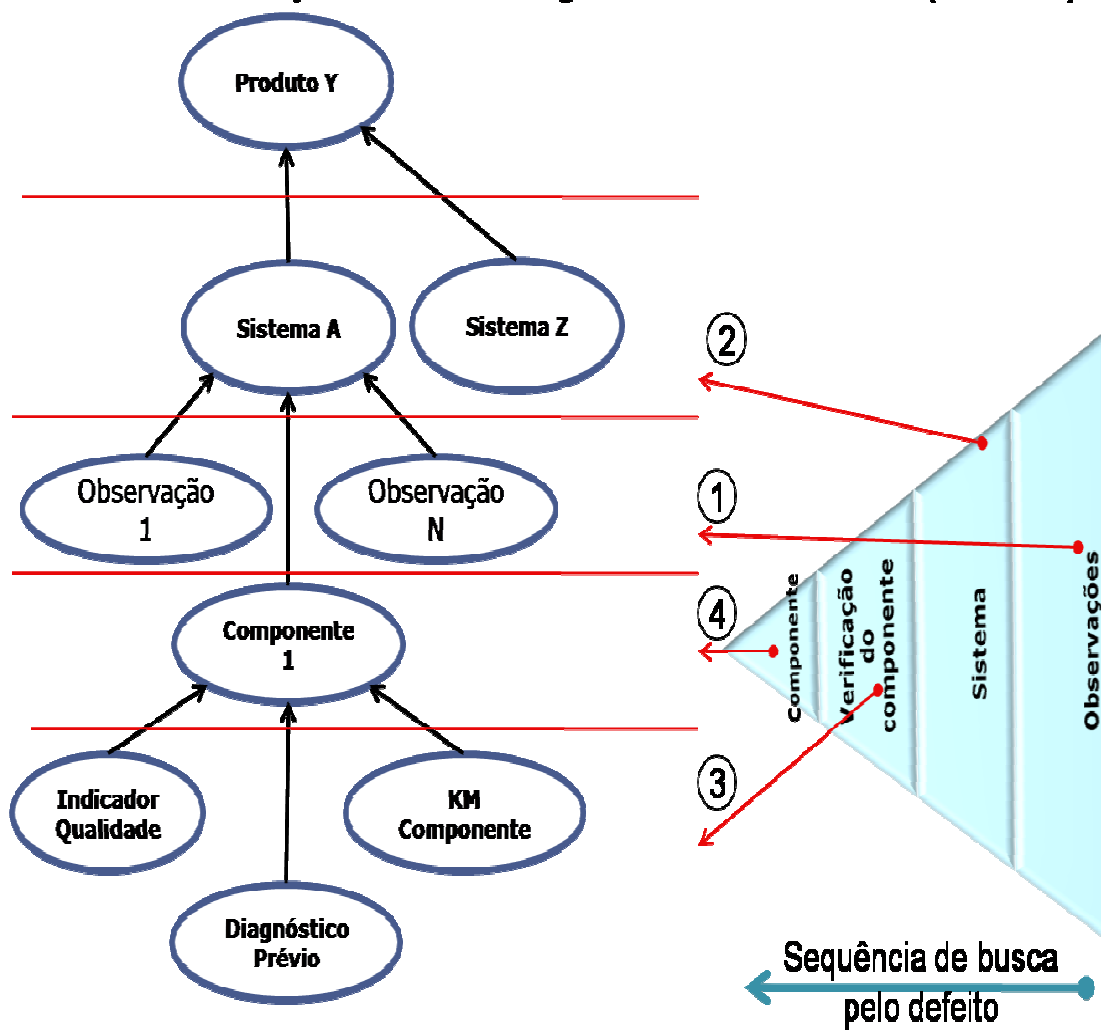 Produto Y
Sistema A
Sistema Z
2
Observação
1
Observação
N
1
Componente
1
4
Indicador
Qualidade
KM
Componente
3
Diagnóstico
Prévio
Componente
Verificação
do
componente
Sistema
Observações
Sequência de busca
pelo defeito